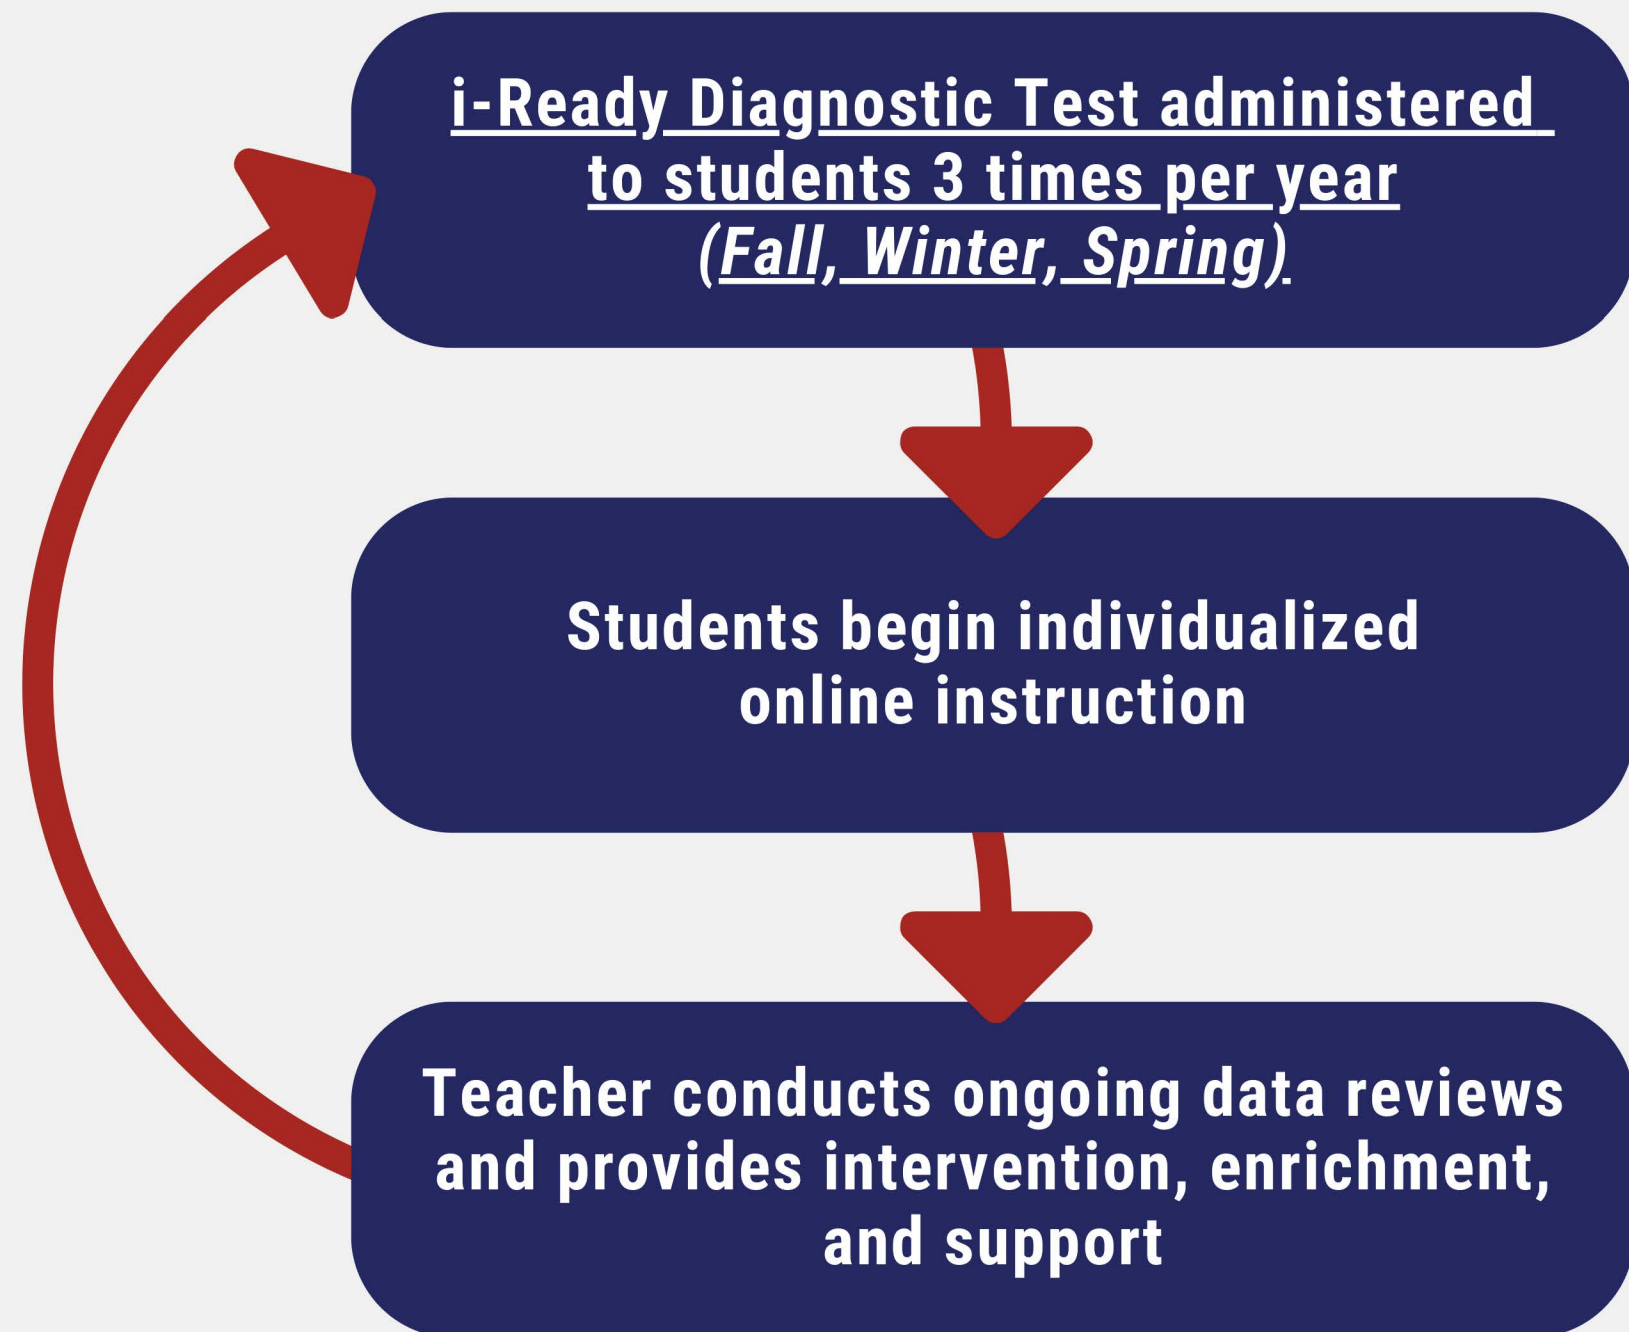 i-Ready Diagnostic Test administered
to students 3 times per year
(Fall, Winter, Spring).
Students begin individualized
online instruction
Teacher conducts ongoing data reviews
and provides intervention, enrichment,
and support